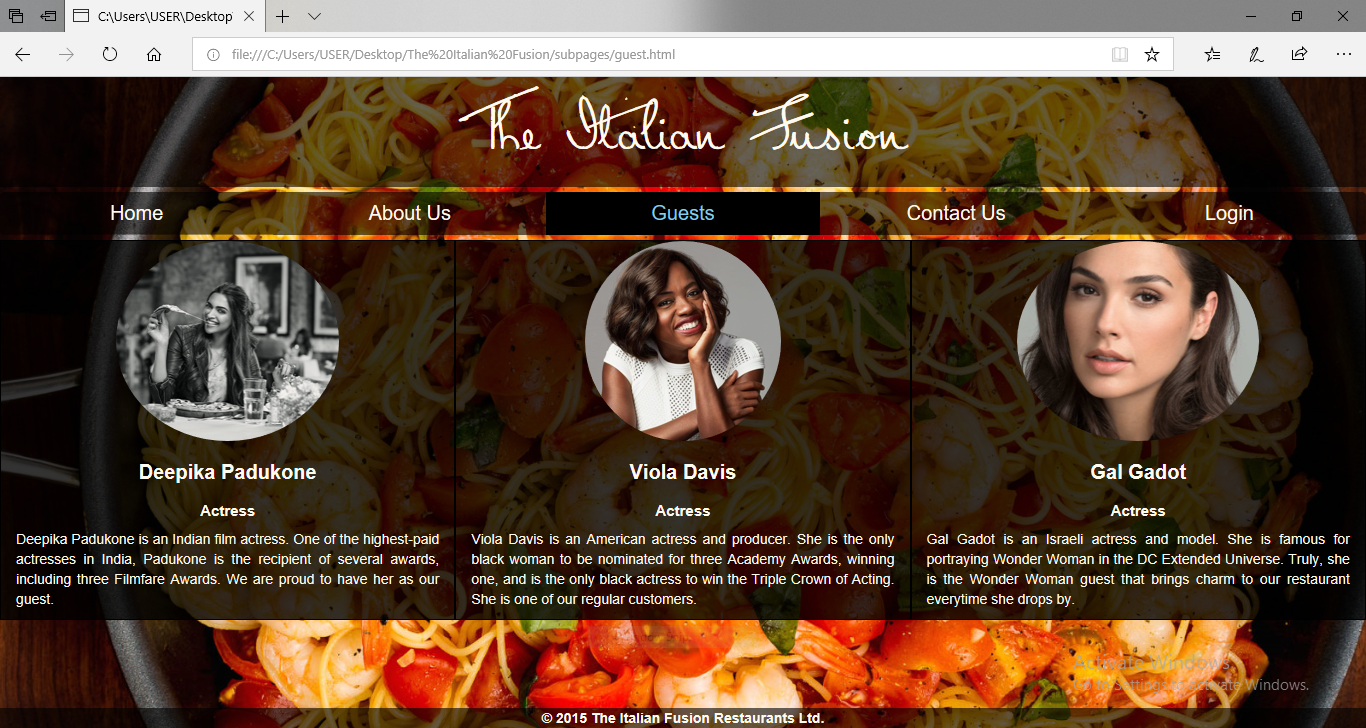 C:\Users\USER\Desktop\
file:///C:/Users/USER/Desktop/The%20Italian%20Fusion/subpages/guest.html
The Italian Fusion
Home About Us Guests Contact Us Login
Deepika Padukone
Actress
Deepika Padukone is an Indian film actress. One of the highest-paid
actresses in India, Padukone is the recipient of several awards,
including three Filmfare Awards. We are proud to have her as our
guest.
Viola Davis
Actress
Viola Davis is an American actress and producer. She is the only
black woman to be nominated for three Academy Awards, winning
one, and is the only black actress to win the Triple Crown of Acting.
She is one of our regular customers.
Gal Gadot
Actress
Gal Gadot is an Israeli actress and model. She is famous for
portraying Wonder Woman in the DC Extended Universe. Truly, she
is the Wonder Woman guest that brings charm to our restaurant
everytime she drops by.
Activate Windows
Go to Settings to activate Windows.
© 2015 The Italian Fusion Restaurants Ltd.